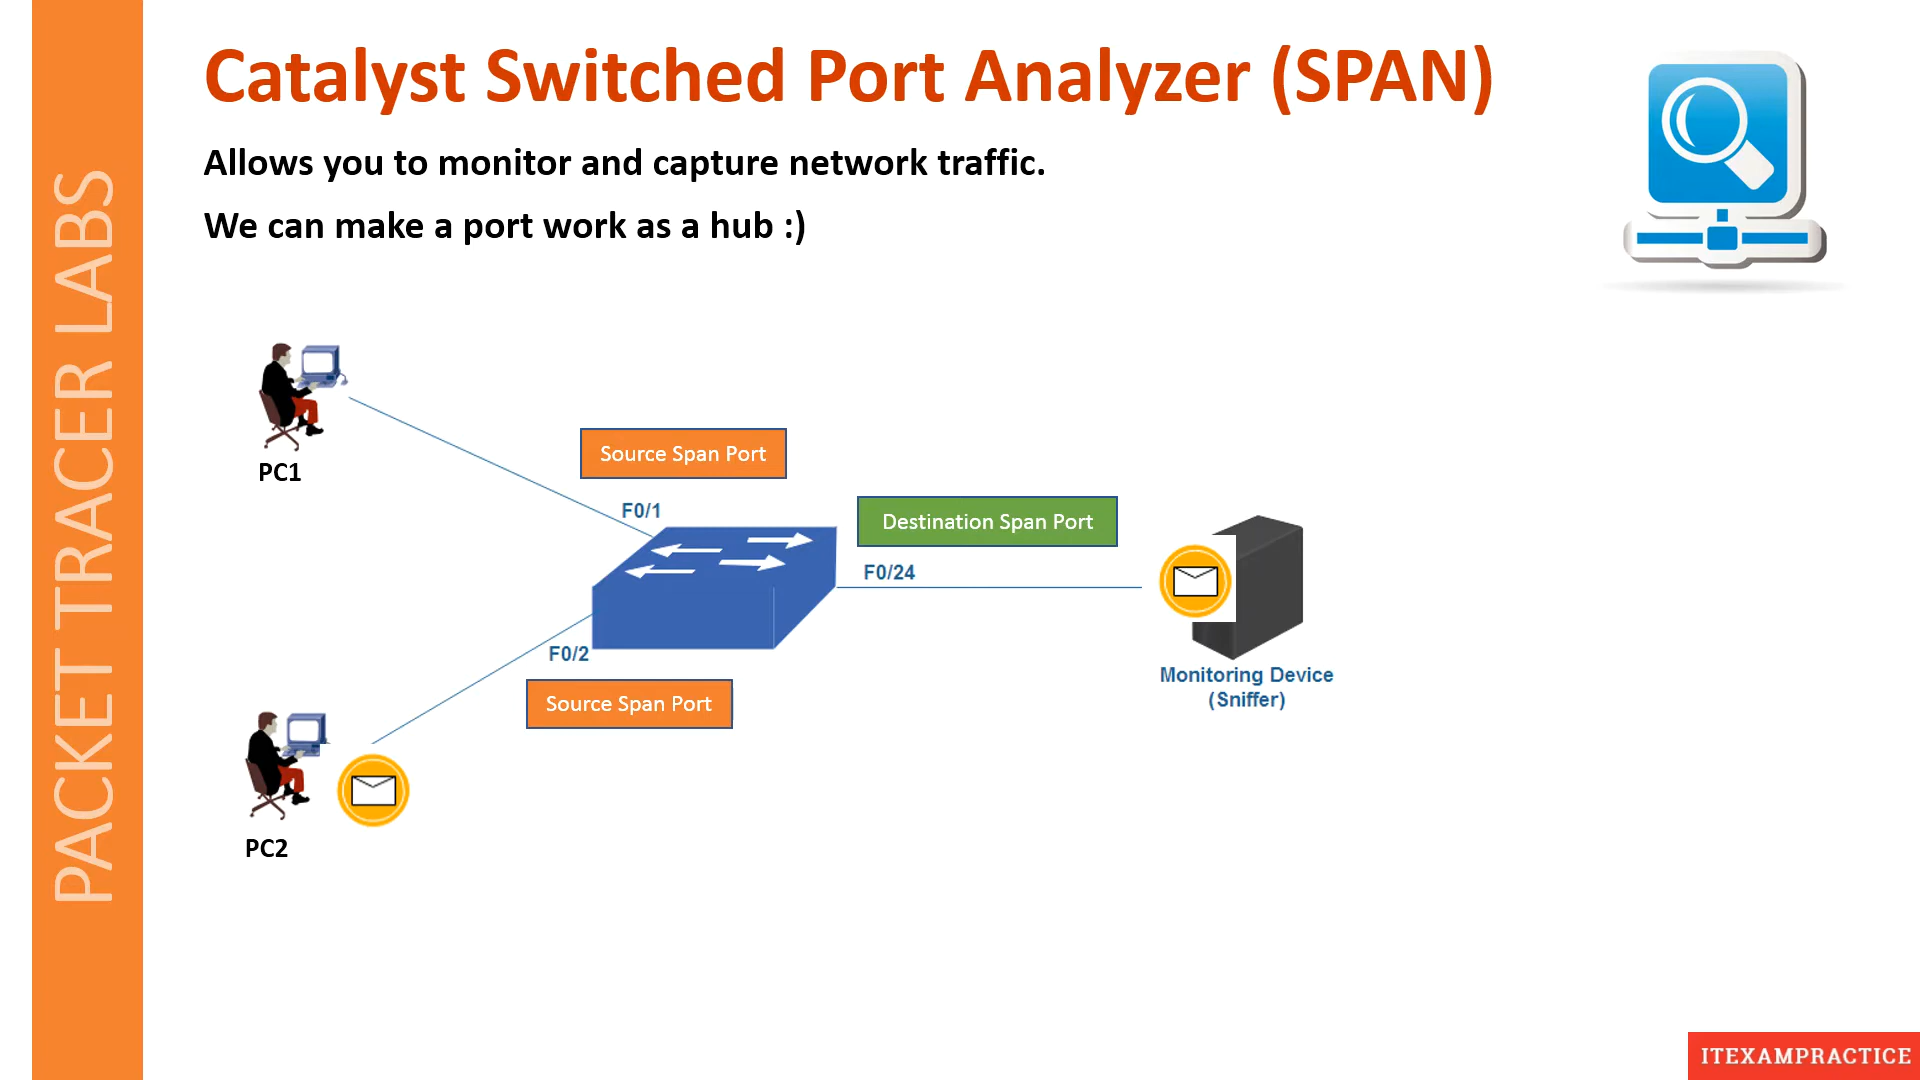 PACKET TRACER LABS
Catalyst Switched Port Analyzer (SPAN)
Allows you to monitor and capture network traffic.
We can make a port work as a hub :)
PC1
Source Span Port
F0/1
Destination Span Port
F0/24
F0/2
Source Span Port
Monitoring Device
(Sniffer)
PC2
ITEXAMPRACTICE